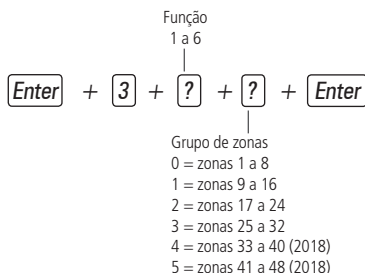 Função
1 a 6
Enter + 3 + ? + ? + Enter
Grupo de zonas
0 = zonas 1 a 8
1 = zonas 9 a 16
2 = zonas 17 a 24
3 = zonas 25 a 32
4 = zonas 33 a 40 (2018)
5 = zonas 41 a 48 (2018)